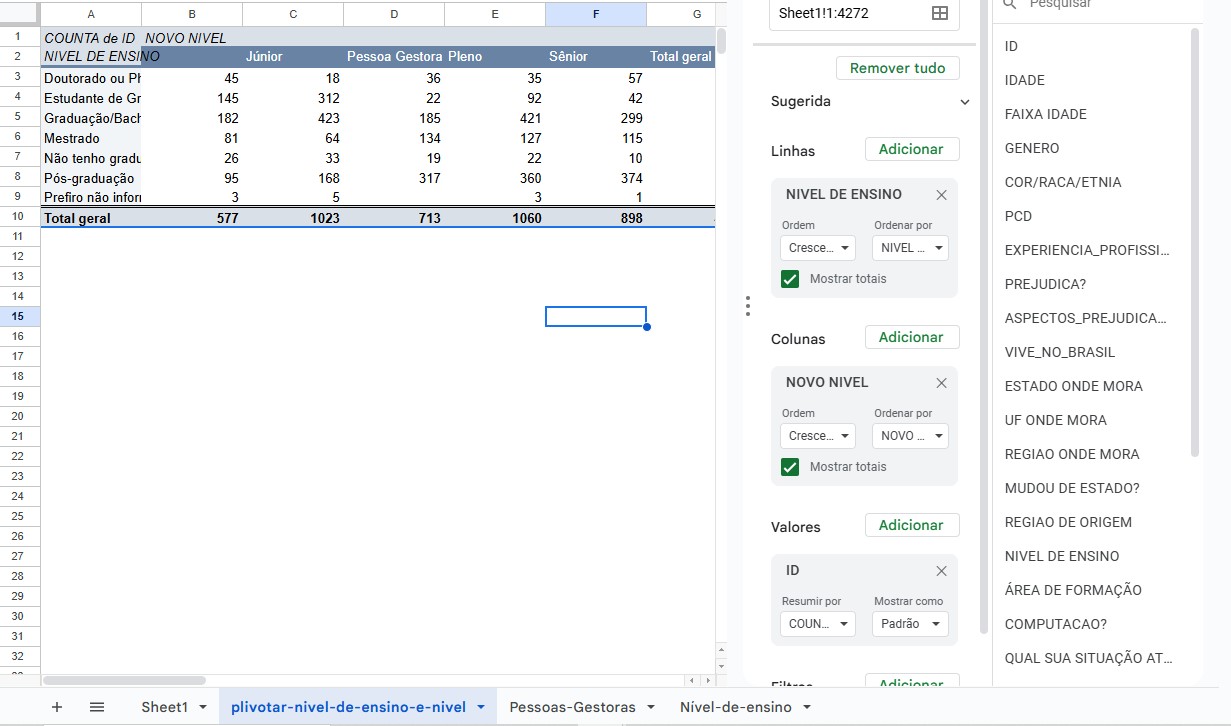 A B C D E F G
1 COUNTA de ID NOVO NIVEL
2 NIVEL DE ENSINO Júnior Pessoa Gestora Pleno Sênior Total geral
3 Doutorado ou Ph 45 18 36 35 57
4 Estudante de Gr 145 312 22 92 42
5 Graduação/Bach 182 423 185 421 299
6 Mestrado 81 64 134 127 115
7 Não tenho gradu 26 33 19 22 10
8 Pós-graduação 95 168 317 360 374
9 Prefiro não inforr 3 5 3 1
10 Total geral 577 1023 713 1060 898
11
12
13
14
15
16
17
18
19
20
21
22
23
24
25
26
27
28
29
30
31
32
Sheet1!1:4272
Remover tudo
Sugerida
Linhas Adicionar
NIVEL DE ENSINO
Ordem Ordenar por
Cresce... NIVEL ...
Mostrar totais
Colunas Adicionar
NOVO NIVEL
Ordem Ordenar por
Cresce... NOVO ...
Mostrar totais
Valores Adicionar
ID
Resumir por Mostrar como
COUN... Padrão
Filtros Adicionar
Pesquisar
ID
IDADE
FAIXA IDADE
GENERO
COR/RACA/ETNIA
PCD
EXPERIENCIA_PROFISSI...
PREJUDICA?
ASPECTOS_PREJUDICA...
VIVE_NO_BRASIL
ESTADO ONDE MORA
UF ONDE MORA
REGIAO ONDE MORA
MUDOU DE ESTADO?
REGIAO DE ORIGEM
NIVEL DE ENSINO
ÁREA DE FORMAÇÃO
COMPUTACAO?
QUAL SUA SITUAÇÃO AT...
Sheet1 plivotar-nivel-de-ensino-e-nivel Pessoas-Gestoras Nível-de-ensino